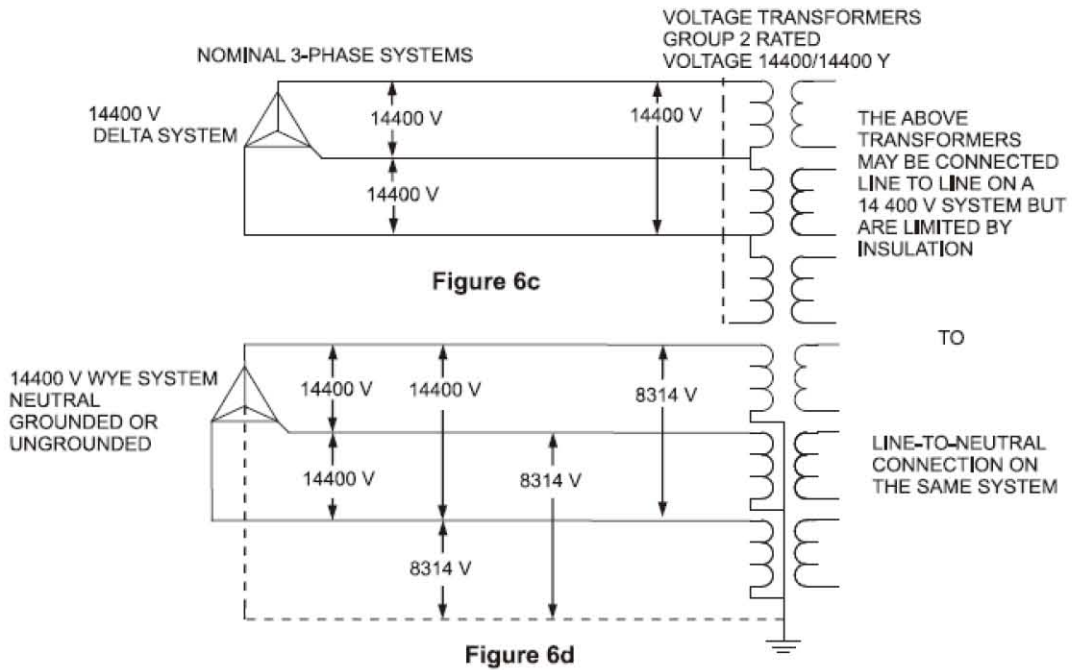 VOLTAGE TRANSFORMERS
GROUP 2 RATED
VOLTAGE 14400/14400 Y
NOMINAL 3-PHASE SYSTEMS
14400 V
DELTA SYSTEM
14400 V
14400 V
14400 V
THE ABOVE
TRANSFORMERS
MAY BE CONNECTED
LINE TO LINE ON A
14 400 V SYSTEM BUT
ARE LIMITED BY
INSULATION
Figure 6c
TO
14400 V WYE SYSTEM
NEUTRAL
GROUNDED OR
UNGROUNDED
14400 V
14400 V
8314 V
14400 V
8314 V
8314 V
LINE-TO-NEUTRAL
CONNECTION ON
THE SAME SYSTEM
Figure 6d